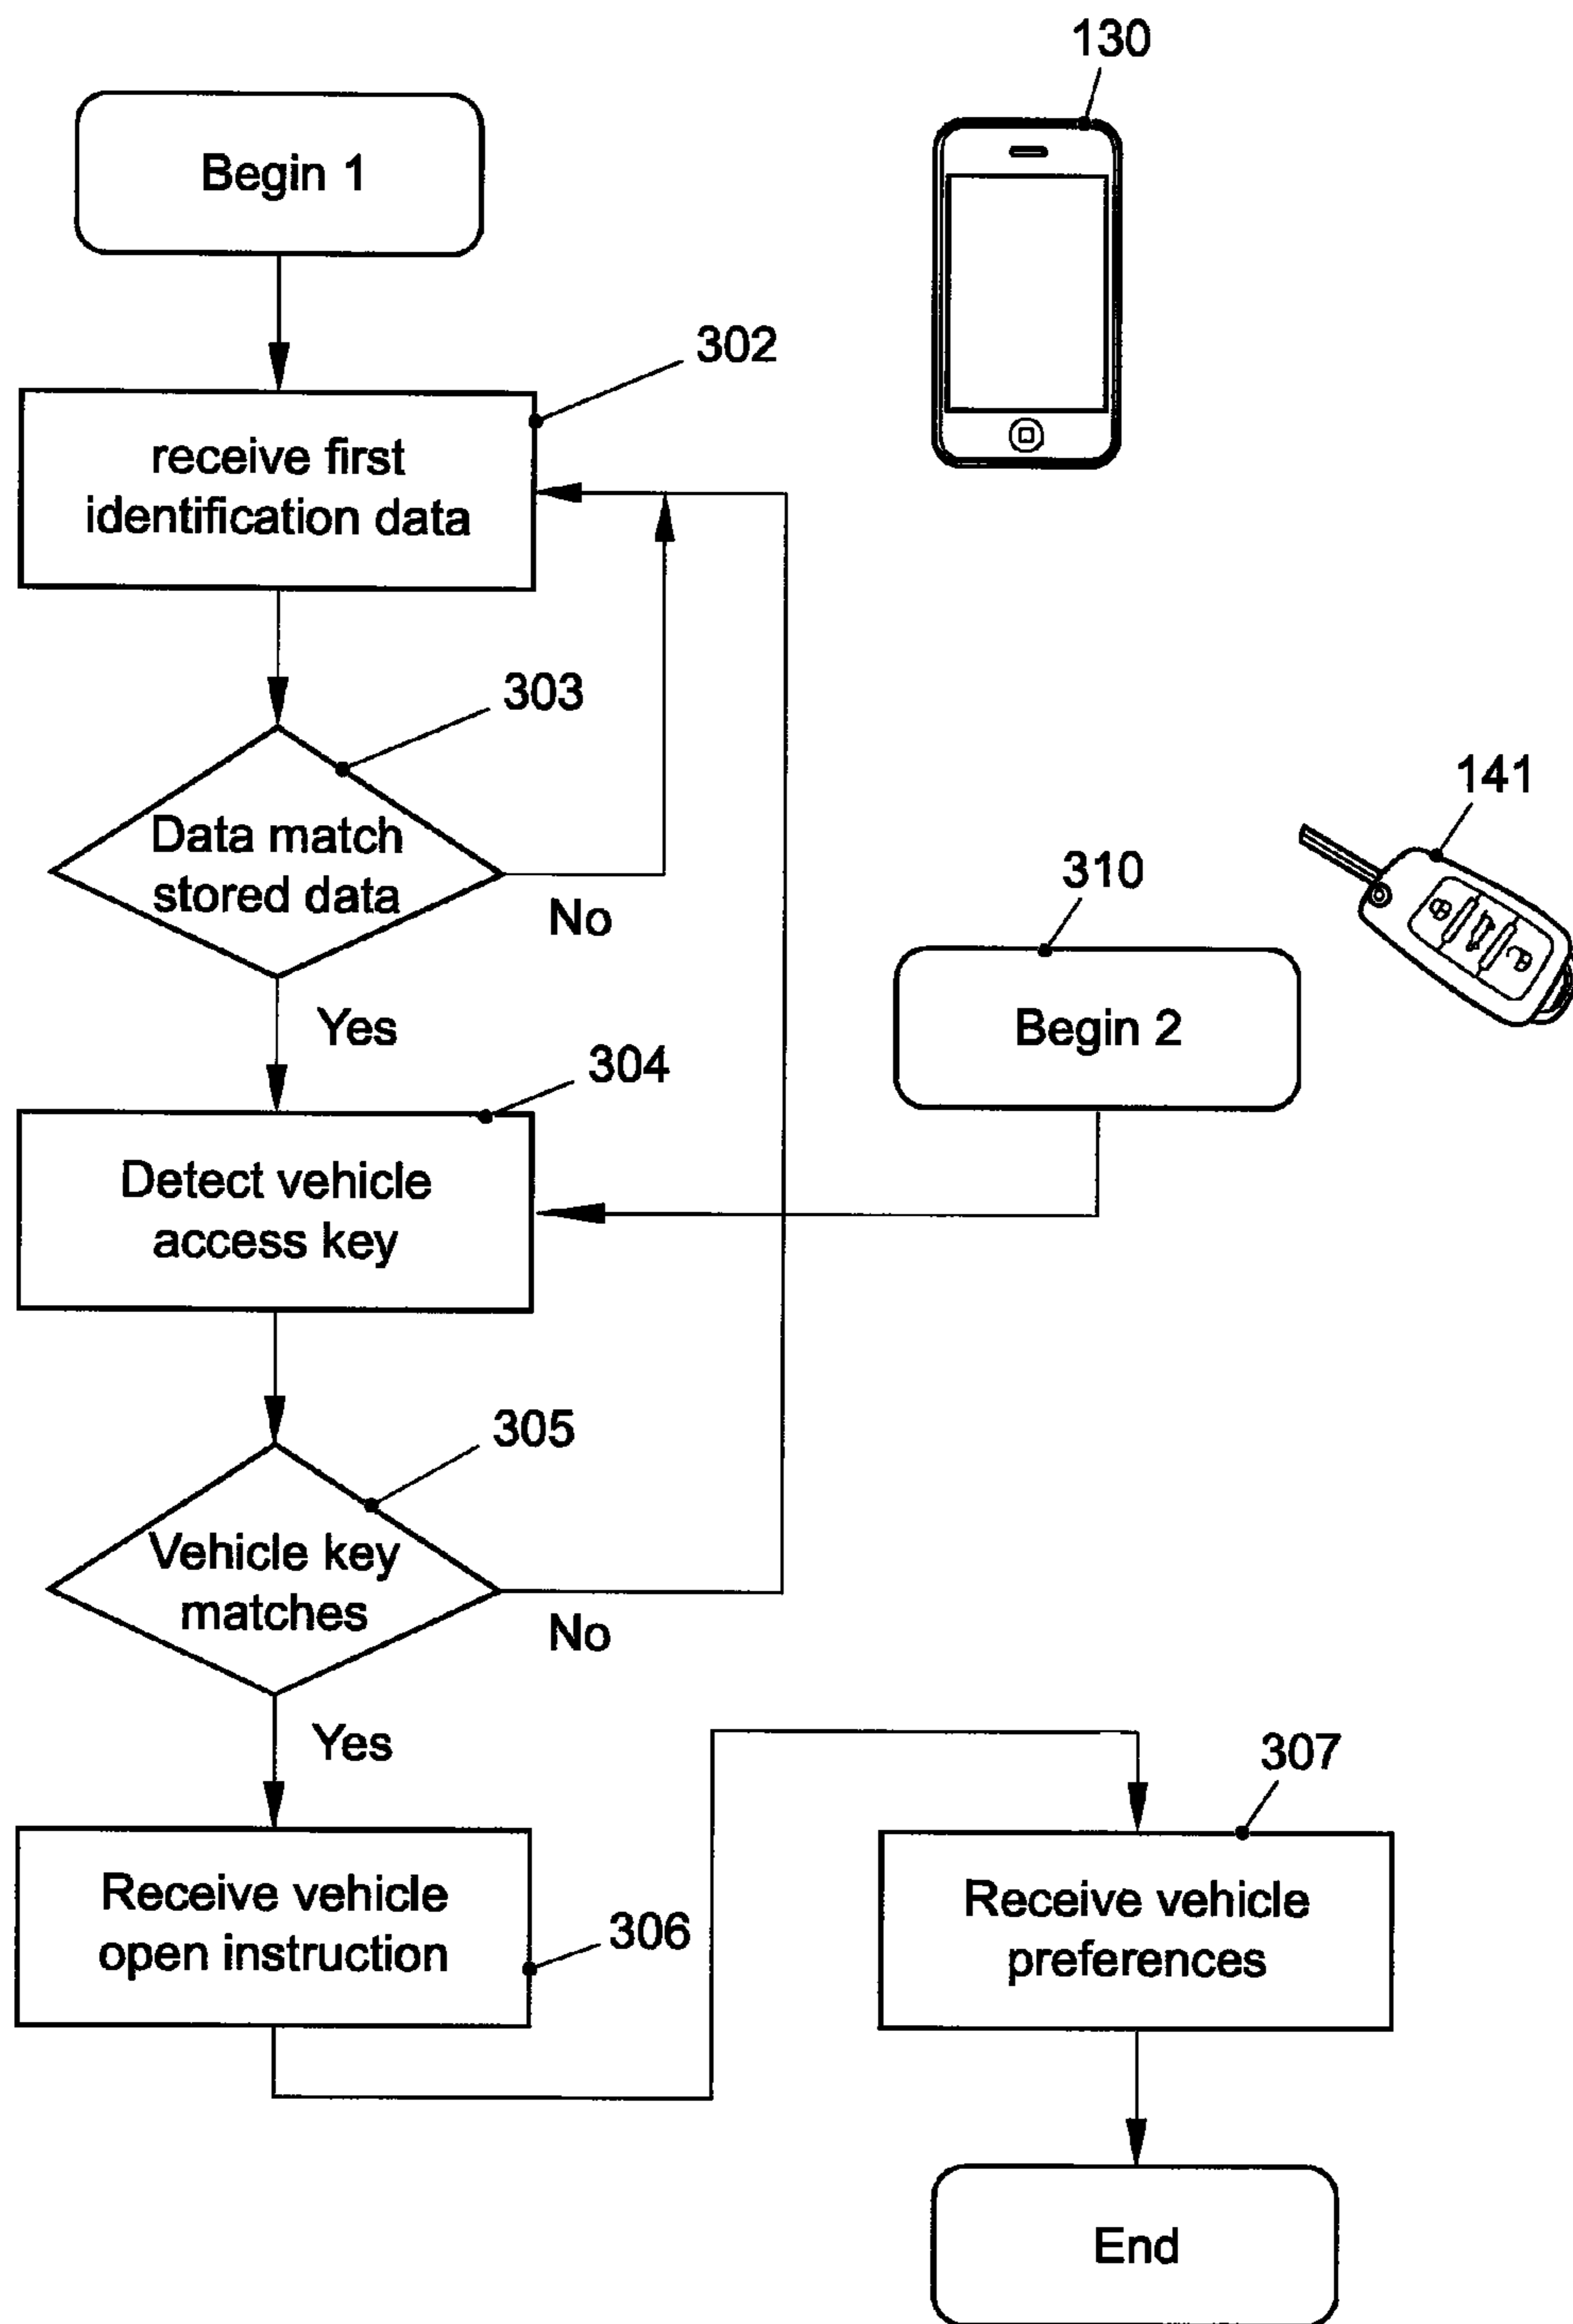 130
Begin 1
302
receive first
identification data
303
Data match
stored data
No
Yes
141
310
Begin 2
304
Detect vehicle
access key
305
Vehicle key
matches
No
Yes
307
Receive vehicle
open instruction
306
Receive vehicle
preferences
End